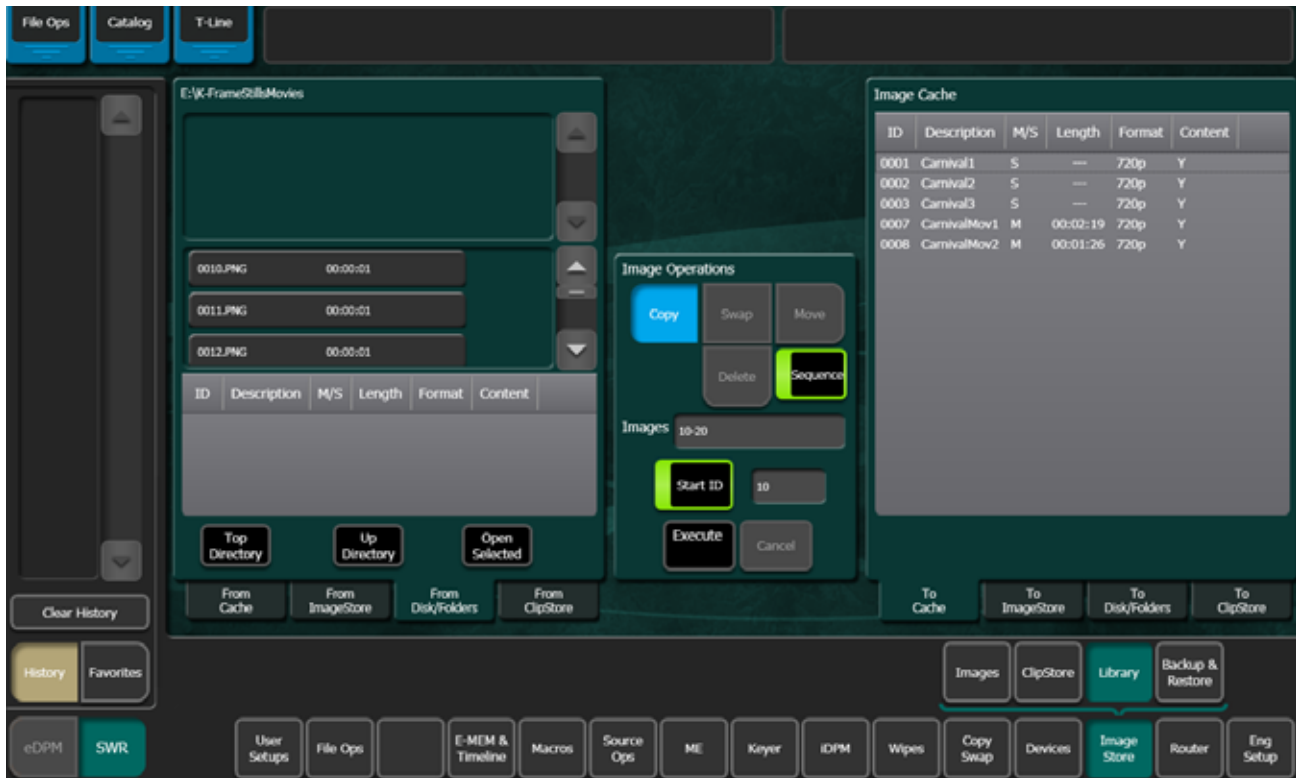 File Ops
Catalog
T-Line
E:\K-FrameStillsMovies
0010.PNG 00:00:01
0011.PNG 00:00:01
0012.PNG 00:00:01
ID Description M/S Length Format Content
Top
Directory
Up
Directory
Open
Selected
From
Cache
From
ImageStore
From
Disk/Folders
From
ClipStore
Image Operations
Copy
Swap
Move
Delete
Sequence
Images 10-20
Start ID 10
Execute
Cancel
Image Cache
ID Description M/S Length Format Content
0001 Carnival1 S --- 720p Y
0002 Carnival2 S --- 720p Y
0003 Carnival3 S --- 720p Y
0007 CarnivalMov1 M 00:02:19 720p Y
0008 CarnivalMov2 M 00:01:26 720p Y
To
Cache
To
ImageStore
To
Disk/Folders
To
ClipStore
Clear History
History
Favorites
Images
ClipStore
Library
Backup &
Restore
eDPM
SWR
User
Setups
File Ops
E-MEM &
Timeline
Macros
Source
Ops
ME
Keyer
iDPM
Wipes
Copy
Swap
Devices
Image
Store
Router
Eng
Setup